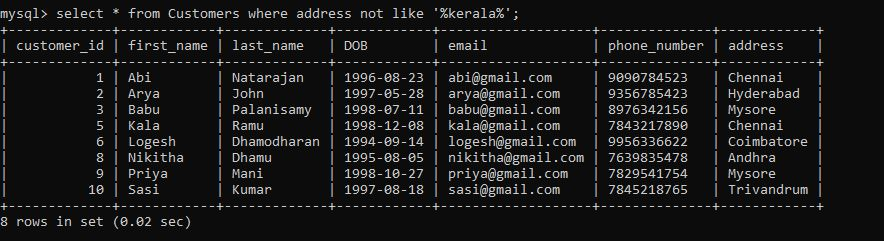 mysql> select * from Customers where address not like '%kerala%';
+-------------+------------+-------------+------------+-------------------+--------------+------------+
| customer_id | first_name | last_name   | DOB        | email             | phone_number | address    |
+-------------+------------+-------------+------------+-------------------+--------------+------------+
|           1 | Abi        | Natarajan   | 1996-08-23 | abi@gmail.com     | 9090784523   | Chennai    |
|           2 | Arya       | John        | 1997-05-28 | arya@gmail.com    | 9356785423   | Hyderabad  |
|           3 | Babu       | Palanisamy  | 1998-07-11 | babu@gmail.com    | 8976342156   | Mysore     |
|           5 | Kala       | Ramu        | 1998-12-08 | kala@gmail.com    | 7843217890   | Chennai    |
|           6 | Logesh     | Dhamodharan | 1994-09-14 | logesh@gmail.com  | 9956336622   | Coimbatore |
|           8 | Nikitha    | Dhamu       | 1995-08-05 | nikitha@gmail.com | 7639835478   | Andhra     |
|           9 | Priya      | Mani        | 1998-10-27 | priya@gmail.com   | 7829541754   | Mysore     |
|          10 | Sasi       | Kumar       | 1997-08-18 | sasi@gmail.com    | 7845218765   | Trivandrum |
+-------------+------------+-------------+------------+-------------------+--------------+------------+
8 rows in set (0.02 sec)